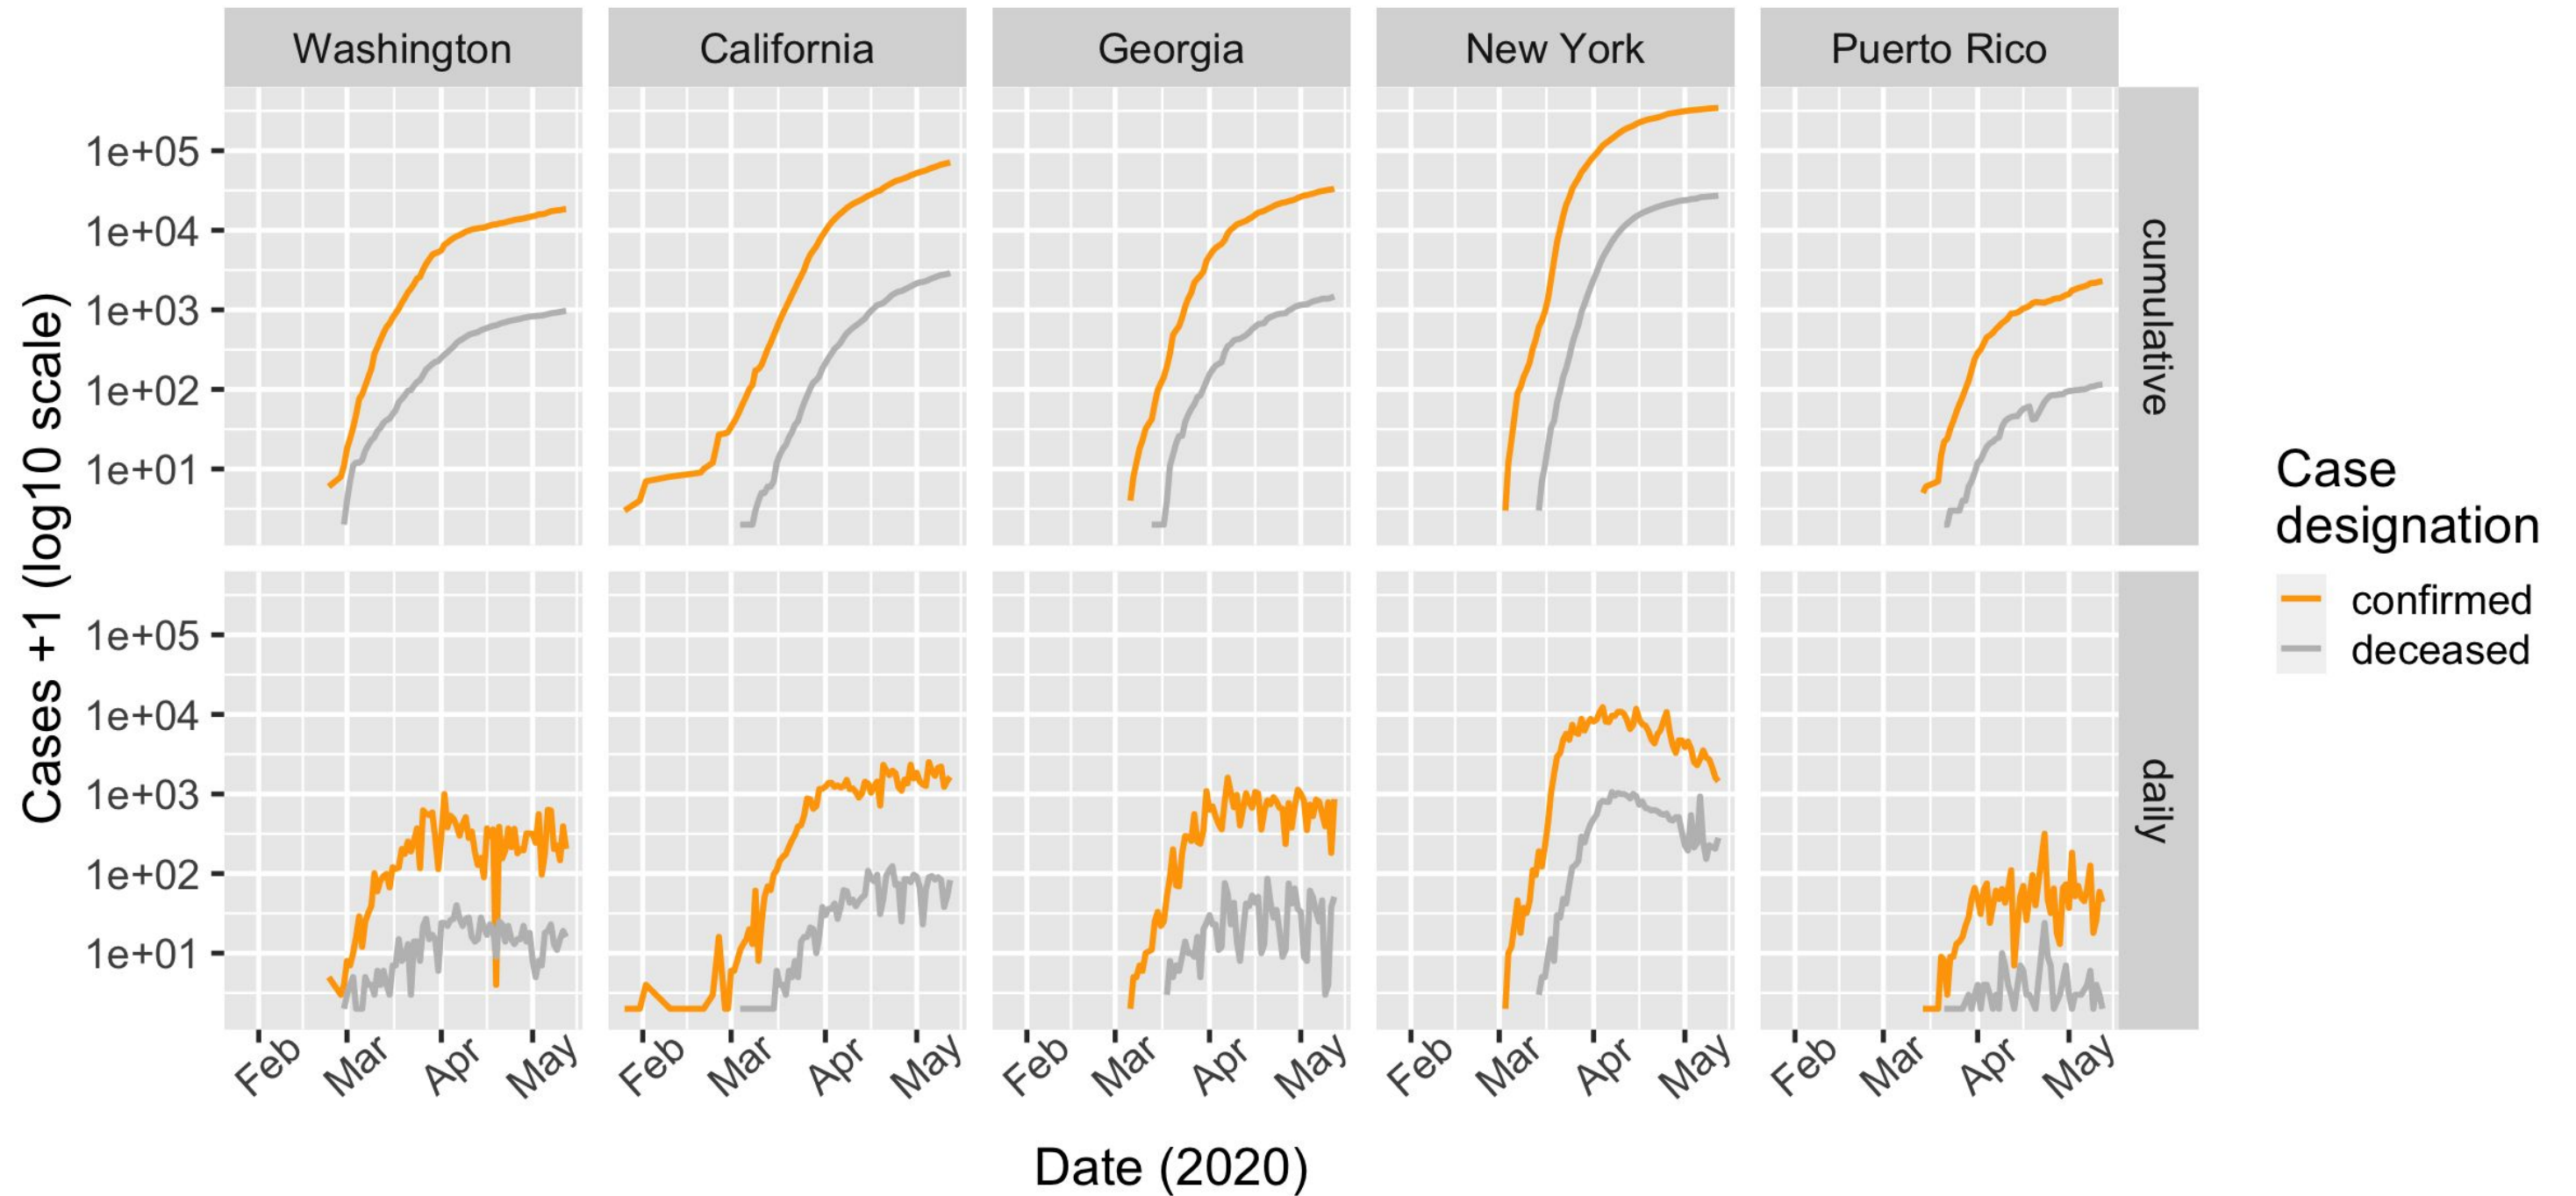 Washington
California
Georgia
New York
Puerto Rico
Cases +1 (log10 scale)
1e+05
1e+04
1e+03
1e+02
1e+01
cumulative
1e+05
1e+04
1e+03
1e+02
1e+01
daily
Feb Mar Apr May
Feb Mar Apr May
Feb Mar Apr May
Feb Mar Apr May
Feb Mar Apr May
Date (2020)
Case
designation
confirmed
deceased